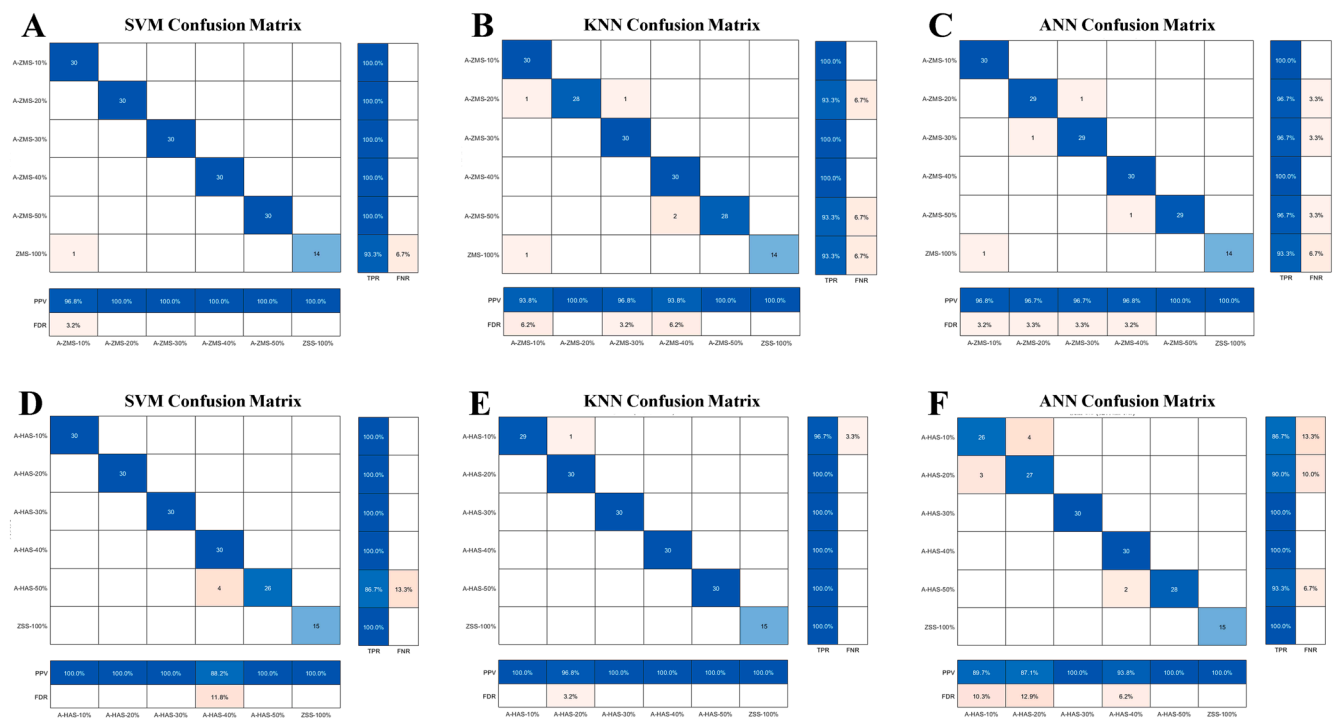 A
SVM Confusion Matrix
A-ZMS-10% 30 100.0%
A-ZMS-20% 30 100.0%
A-ZMS-30% 30 100.0%
A-ZMS-40% 30 100.0%
A-ZMS-50% 30 100.0%
ZMS-100% 1 14 93.3% 6.7%
TPR FNR
PPV 96.8% 100.0% 100.0% 100.0% 100.0% 100.0%
FDR 3.2%
A-ZMS-10% A-ZMS-20% A-ZMS-30% A-ZMS-40% A-ZMS-50% ZSS-100%
B
KNN Confusion Matrix
A-ZMS-10% 30 100.0%
A-ZMS-20% 1 28 1 93.3% 6.7%
A-ZMS-30% 30 100.0%
A-ZMS-40% 30 100.0%
A-ZMS-50% 2 28 93.3% 6.7%
ZMS-100% 1 14 93.3% 6.7%
TPR FNR
PPV 93.8% 100.0% 96.8% 93.8% 100.0% 100.0%
FDR 6.2% 3.2% 6.2%
A-ZMS-10% A-ZMS-20% A-ZMS-30% A-ZMS-40% A-ZMS-50% ZSS-100%
C
ANN Confusion Matrix
A-ZMS-10% 30 100.0%
A-ZMS-20% 29 1 96.7% 3.3%
A-ZMS-30% 1 29 96.7% 3.3%
A-ZMS-40% 30 100.0%
A-ZMS-50% 1 29 96.7% 3.3%
ZMS-100% 1 14 93.3% 6.7%
TPR FNR
PPV 96.8% 96.7% 96.7% 96.8% 100.0% 100.0%
FDR 3.2% 3.3% 3.3% 3.2%
A-ZMS-10% A-ZMS-20% A-ZMS-30% A-ZMS-40% A-ZMS-50% ZSS-100%
D
SVM Confusion Matrix
A-HAS-10% 30 100.0%
A-HAS-20% 30 100.0%
A-HAS-30% 30 100.0%
A-HAS-40% 30 100.0%
A-HAS-50% 4 26 86.7% 13.3%
ZSS-100% 15 100.0%
TPR FNR
PPV 100.0% 100.0% 100.0% 88.2% 100.0% 100.0%
FDR 11.8%
A-HAS-10% A-HAS-20% A-HAS-30% A-HAS-40% A-HAS-50% ZSS-100%
E
KNN Confusion Matrix
A-HAS-10% 29 1 96.7% 3.3%
A-HAS-20% 30 100.0%
A-HAS-30% 30 100.0%
A-HAS-40% 30 100.0%
A-HAS-50% 30 100.0%
ZSS-100% 15 100.0%
TPR FNR
PPV 100.0% 96.8% 100.0% 100.0% 100.0% 100.0%
FDR 3.2%
A-HAS-10% A-HAS-20% A-HAS-30% A-HAS-40% A-HAS-50% ZSS-100%
F
ANN Confusion Matrix
A-HAS-10% 26 4 86.7% 13.3%
A-HAS-20% 3 27 90.0% 10.0%
A-HAS-30% 30 100.0%
A-HAS-40% 30 100.0%
A-HAS-50% 2 28 93.3% 6.7%
ZSS-100% 15 100.0%
TPR FNR
PPV 89.7% 87.1% 100.0% 93.8% 100.0% 100.0%
FDR 10.3% 12.9% 6.2%
A-HAS-10% A-HAS-20% A-HAS-30% A-HAS-40% A-HAS-50% ZSS-100%